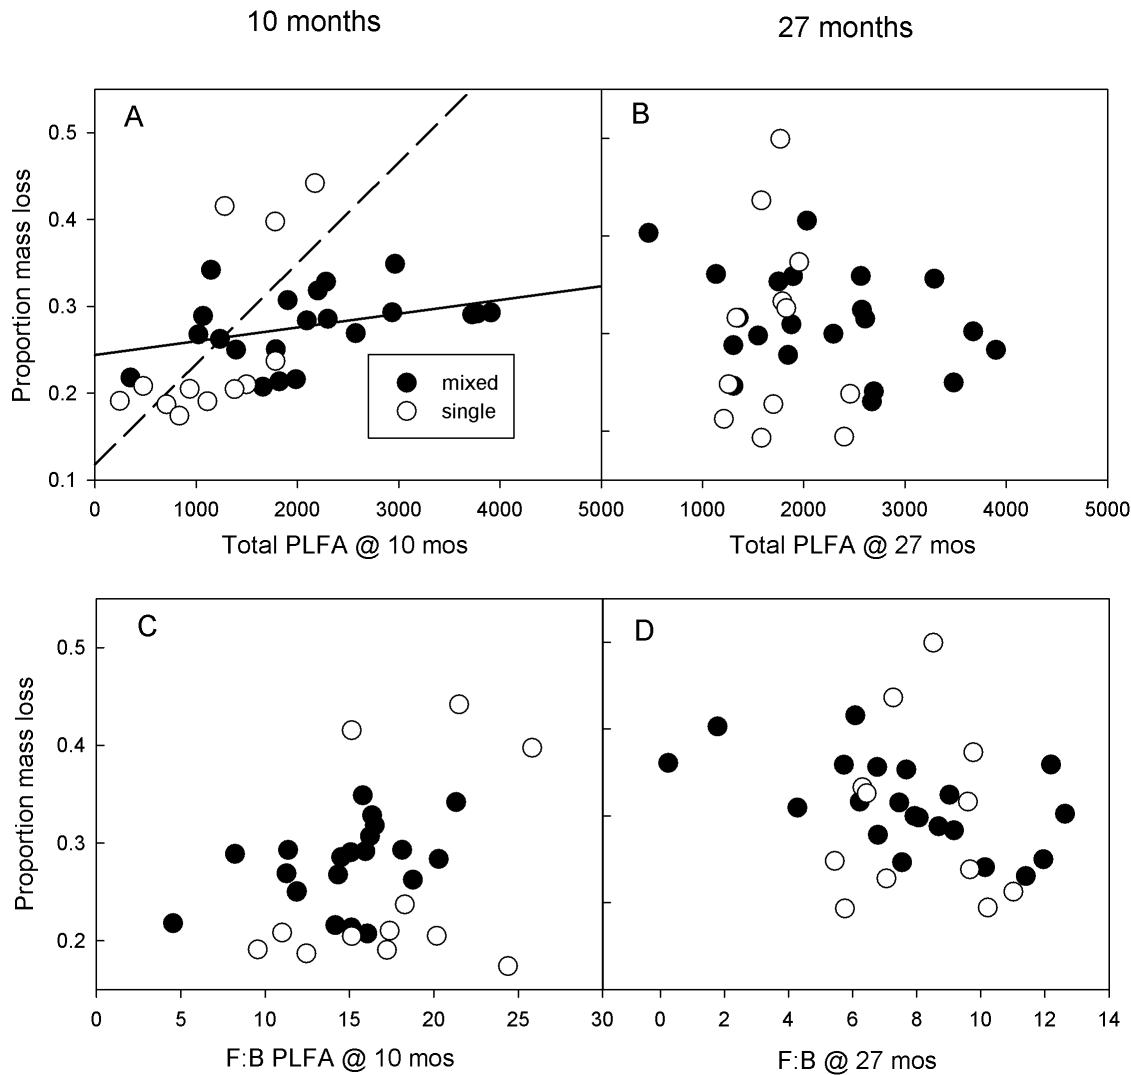 10 months
27 months
A
B
0.5
0.4
0.3
0.2
0.1
Proportion mass loss
mixed
single
0 1000 2000 3000 4000 5000 1000 2000 3000 4000 5000
Total PLFA @ 10 mos
Total PLFA @ 27 mos
C
D
0.5
0.4
0.3
0.2
Proportion mass loss
0 5 10 15 20 25 30 0 2 4 6 8 10 12 14
F:B PLFA @ 10 mos
F:B @ 27 mos